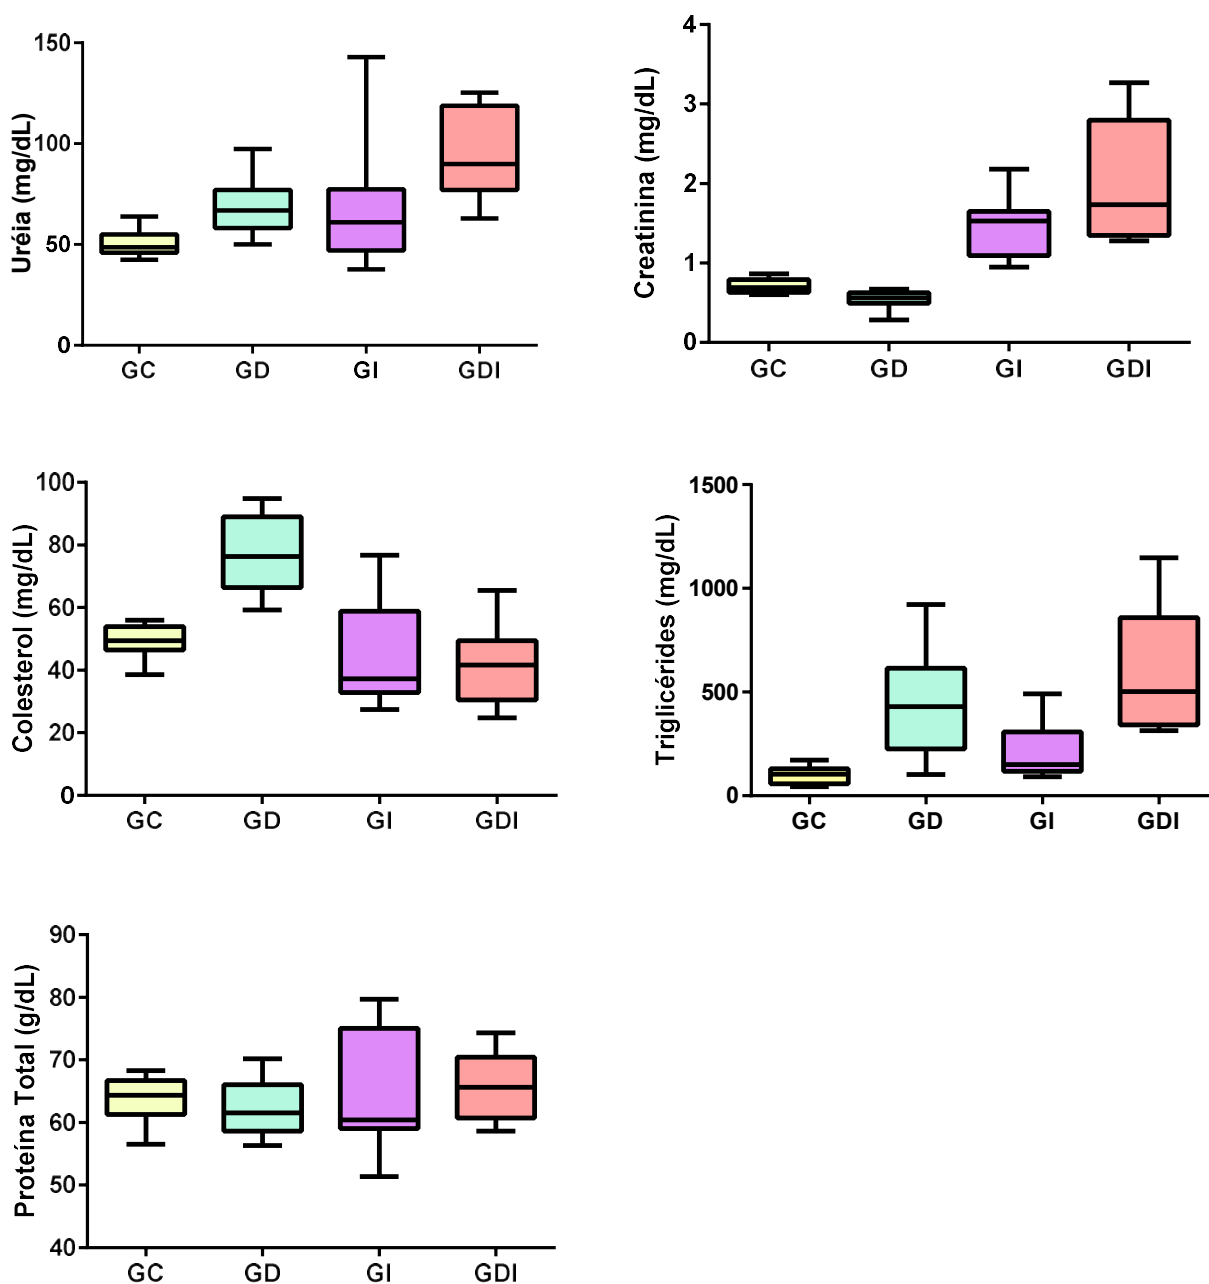 Uréia (mg/dL)
150
100
50
0
GC GD GI GDI
Creatinina (mg/dL)
4
3
2
1
0
GC GD GI GDI
Colesterol (mg/dL)
100
80
60
40
20
0
GC GD GI GDI
Triglicérides (mg/dL)
1500
1000
500
0
GC GD GI GDI
Proteína Total (g/dL)
90
80
70
60
50
40
GC GD GI GDI